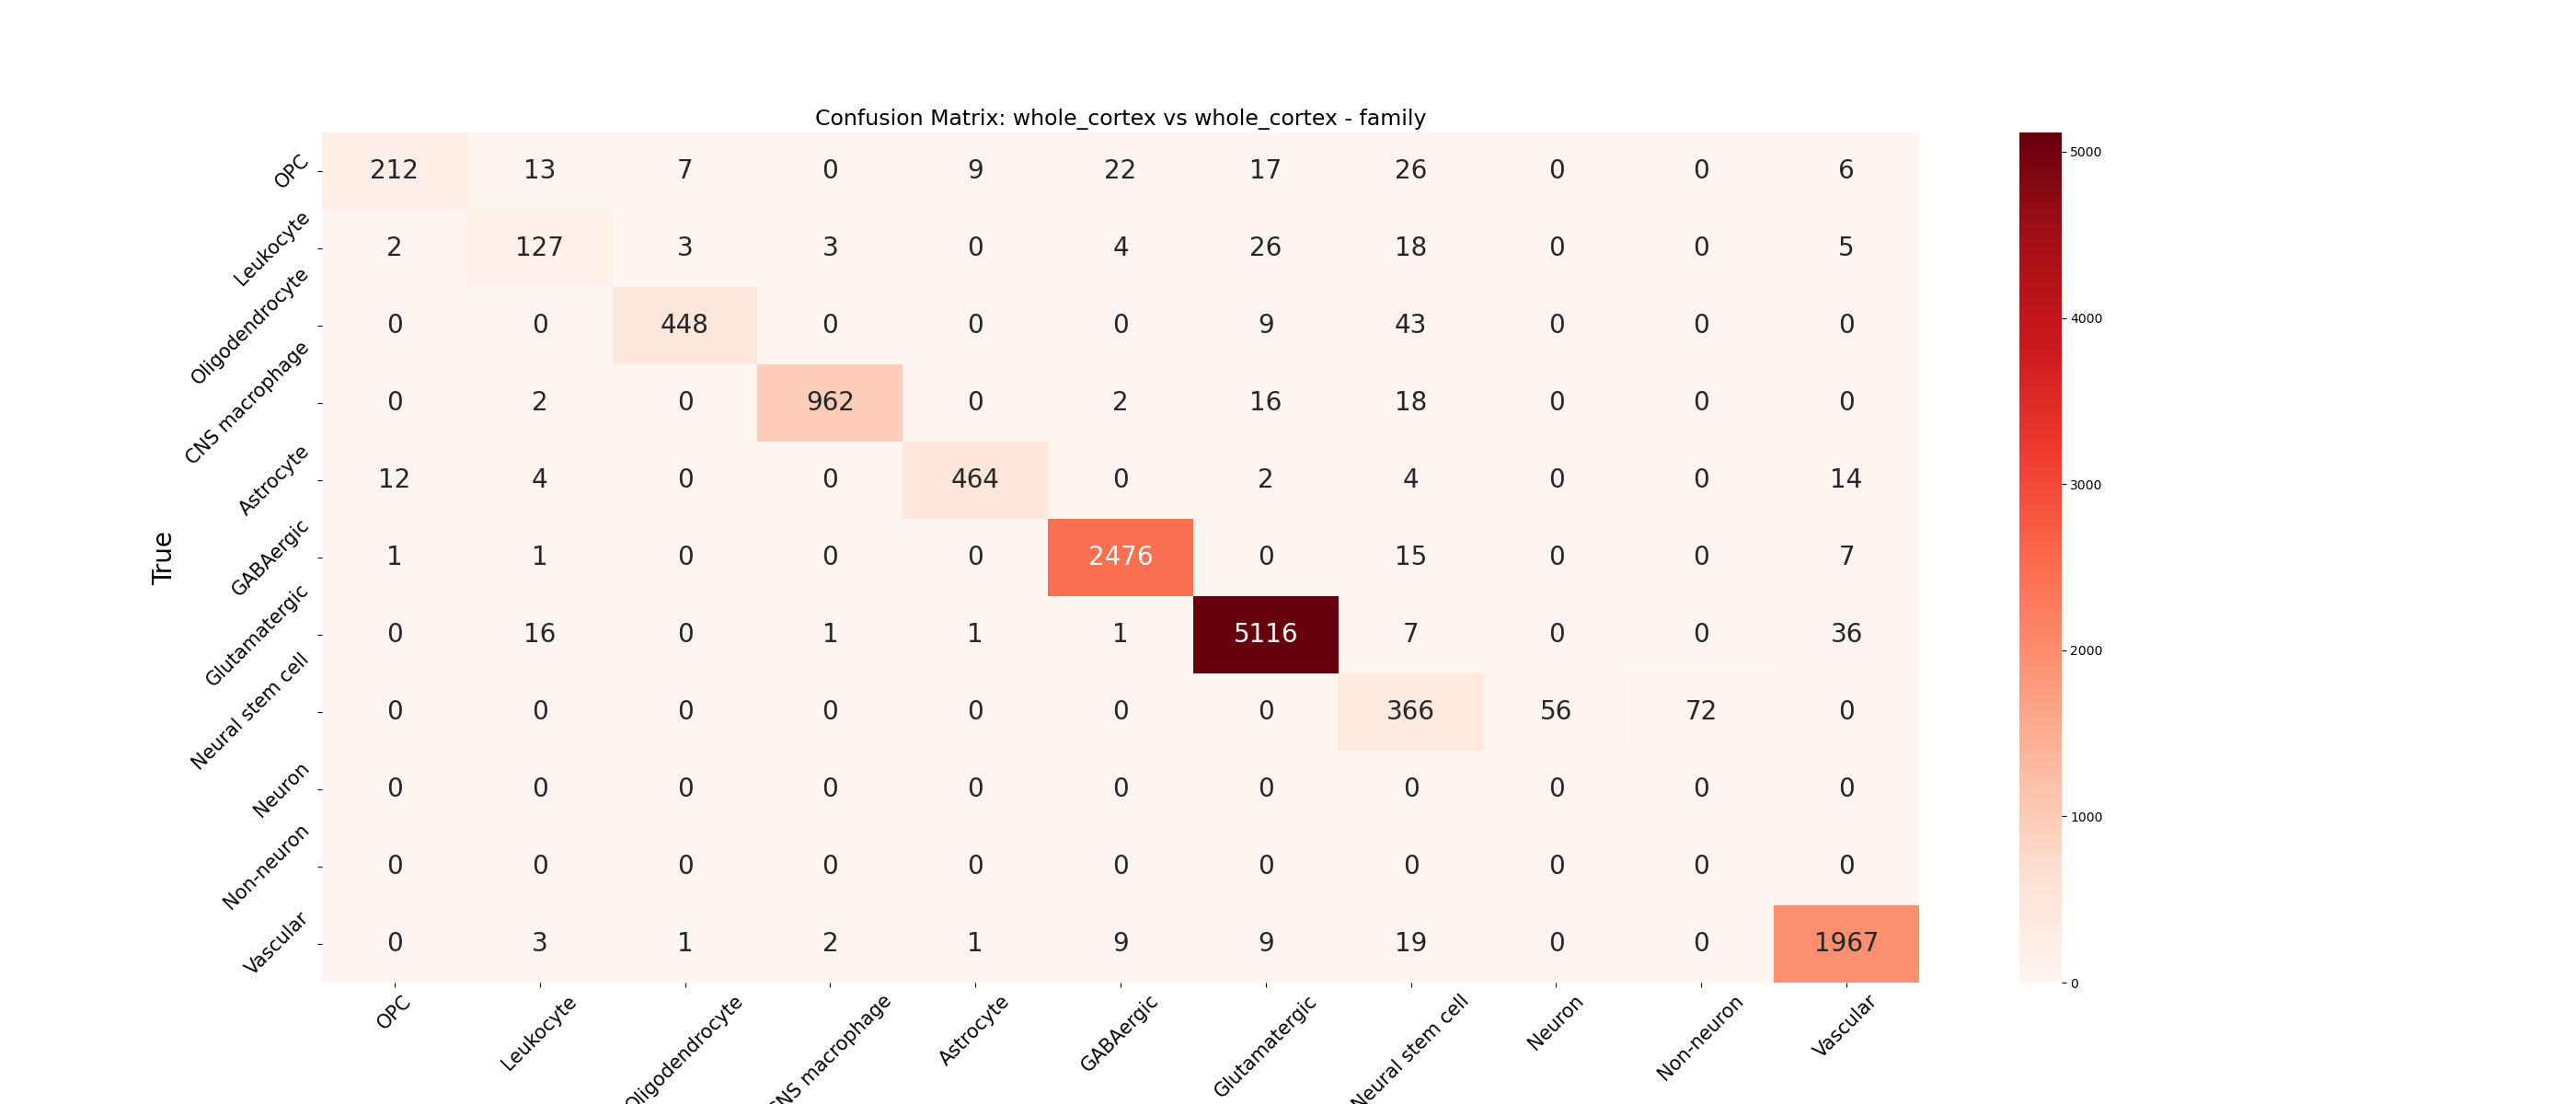 Confusion Matrix: whole_cortex vs whole_cortex - family
True
OPC 212 13 7 0 9 22 17 26 0 0 6
Leukocyte 2 127 3 3 0 4 26 18 0 0 5
Oligodendrocyte 0 0 448 0 0 0 9 43 0 0 0
CNS macrophage 0 2 0 962 0 2 16 18 0 0 0
Astrocyte 12 4 0 0 464 0 2 4 0 0 14
GABAergic 1 1 0 0 0 2476 0 15 0 0 7
Glutamatergic 0 16 0 1 1 1 5116 7 0 0 36
Neural stem cell 0 0 0 0 0 0 0 366 56 72 0
Neuron 0 0 0 0 0 0 0 0 0 0 0
Non-neuron 0 0 0 0 0 0 0 0 0 0 0
Vascular 0 3 1 2 1 9 9 19 0 0 1967
OPC Leukocyte Oligodendrocyte CNS macrophage Astrocyte GABAergic Glutamatergic Neural stem cell Neuron Non-neuron Vascular
5000
4000
3000
2000
1000
0